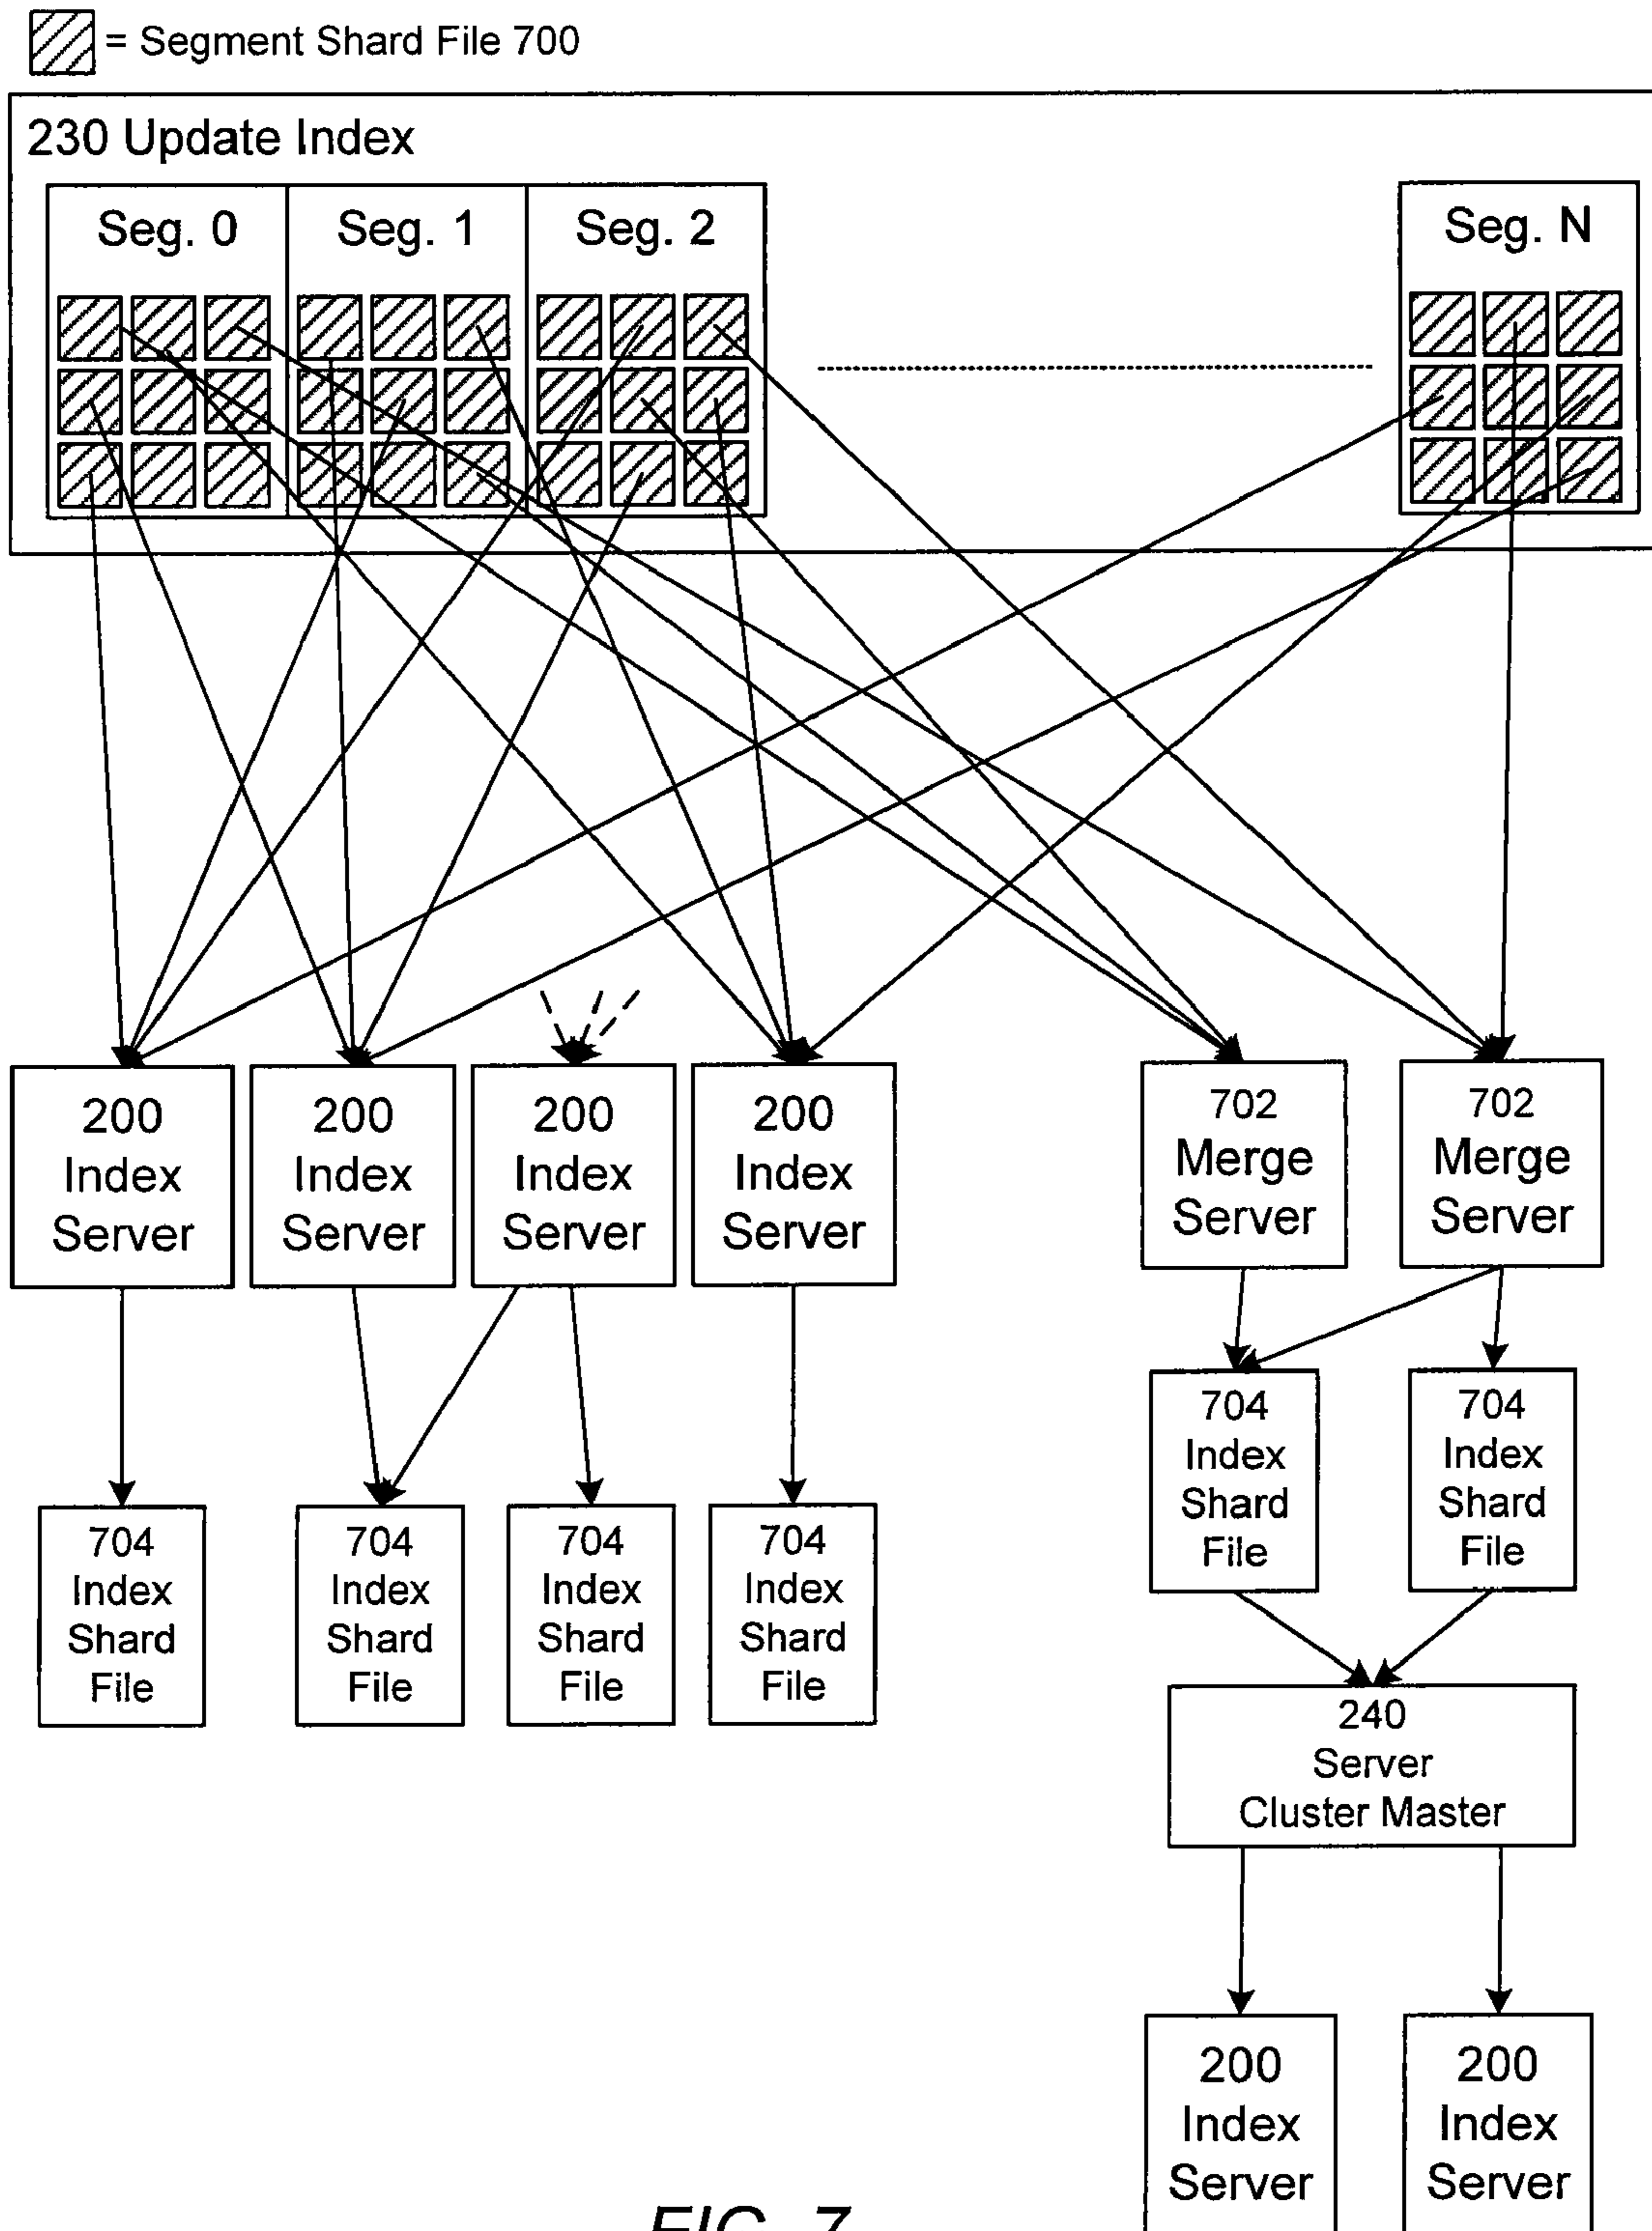 = Segment Shard File 700
230 Update Index
Seg. 0
Seg. 1
Seg. 2
Seg. N
200
Index
Server
200
Index
Server
200
Index
Server
200
Index
Server
702
Merge
Server
702
Merge
Server
704
Index
Shard
File
704
Index
Shard
File
704
Index
Shard
File
704
Index
Shard
File
704
Index
Shard
File
704
Index
Shard
File
240
Server
Cluster Master
200
Index
Server
200
Index
Server
FIG. 7